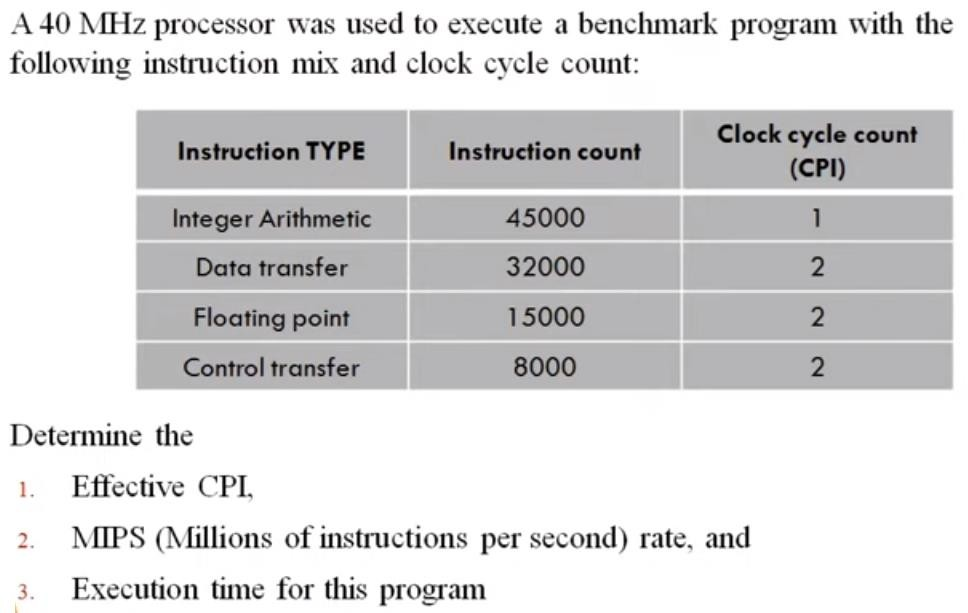 A 40 MHz processor was used to execute a benchmark program with the
following instruction mix and clock cycle count:
Instruction TYPE Instruction count Clock cycle count (CPI)
Integer Arithmetic 45000 1
Data transfer 32000 2
Floating point 15000 2
Control transfer 8000 2
Determine the
1. Effective CPI,
2. MIPS (Millions of instructions per second) rate, and
3. Execution time for this program